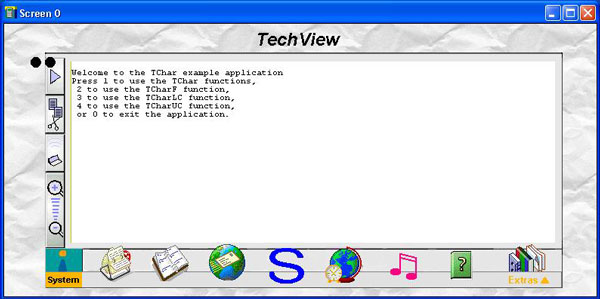 Screen 0
TechView
Welcome to the TChar example application
Press 1 to use the TChar functions,
2 to use the TCharF function,
3 to use the TCharLC function,
4 to use the TCharUC function,
or 0 to exit the application.
S
?
System
Extras